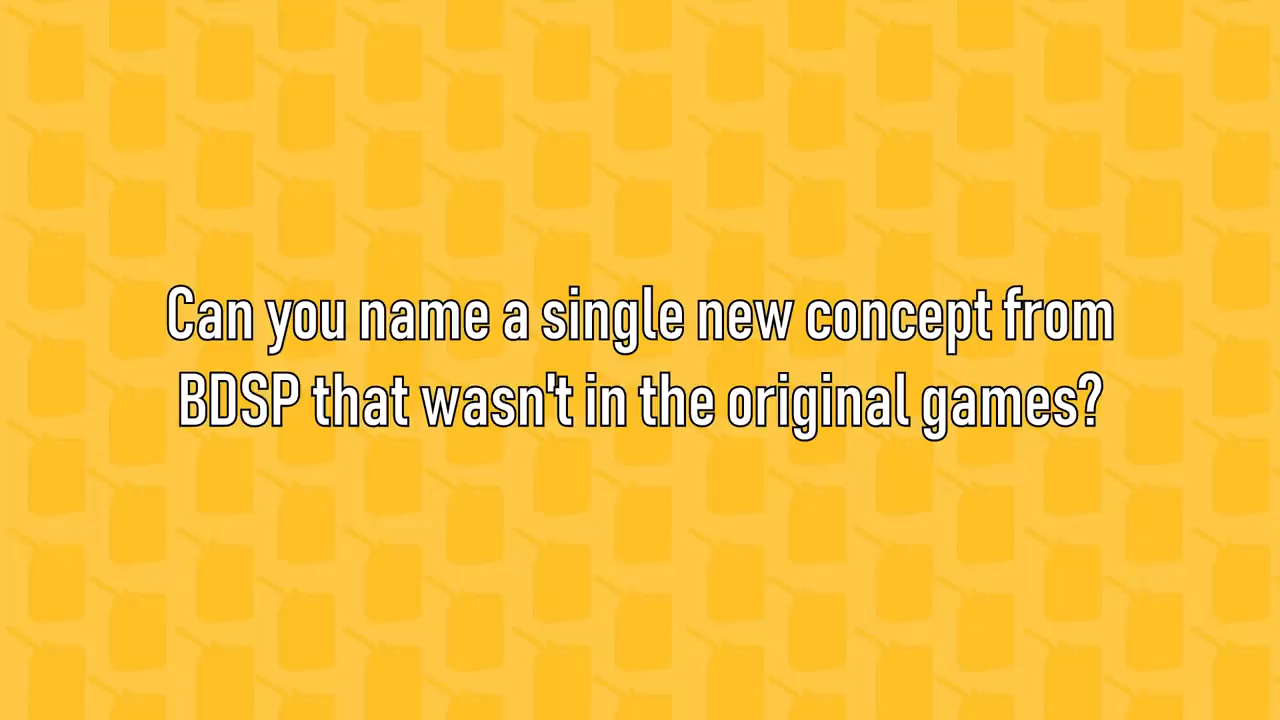 Can you name a single new concept from
BDSP that wasn't in the original games?